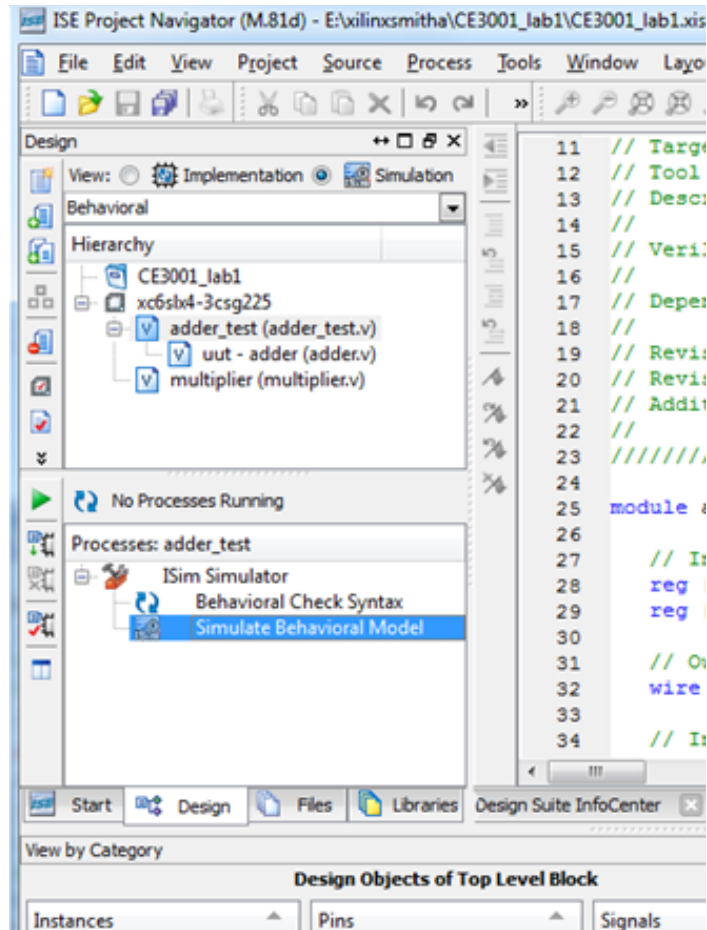 ISE Project Navigator (M.81d) - E:\xilinxsmitha\CE3001_lab1\CE3001_lab1.xis
File Edit View Project Source Process Tools Window Layou
Design
View: Implementation Simulation
Behavioral
Hierarchy
CE3001_lab1
xc6slx4-3csg225
adder_test (adder_test.v)
uut - adder (adder.v)
multiplier (multiplier.v)
No Processes Running
Processes: adder_test
ISim Simulator
Behavioral Check Syntax
Simulate Behavioral Model
11 // Targe
12 // Tool
13 // Descr
14 //
15 // Veril
16 //
17 // Deper
18 //
19 // Revis
20 // Revis
21 // Addit
22 //
23 ////////
24
25 module a
26
27 // In
28 reg
29 reg
30
31 // Ou
32 wire
33
34 // In
Start Design Files Libraries
Design Suite InfoCenter
View by Category
Design Objects of Top Level Block
Instances Pins Signals